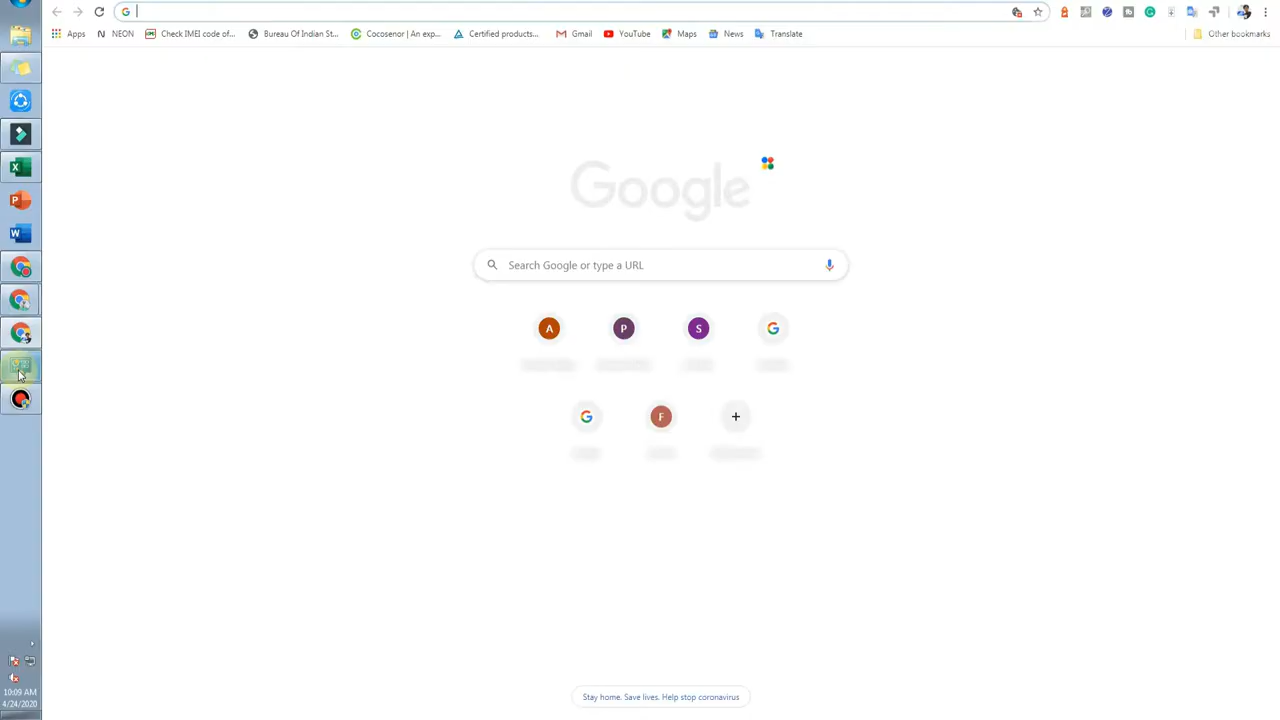 Apps
NEON
Check IMEI code of...
Bureau Of Indian St...
Cocosenor | An exp...
Certified products...
Gmail
YouTube
Maps
News
Translate
Other bookmarks
Google
Search Google or type a URL
A
P
S
G
G
F
+
Stay home. Save lives. Help stop coronavirus
10:09 AM
4/24/2020